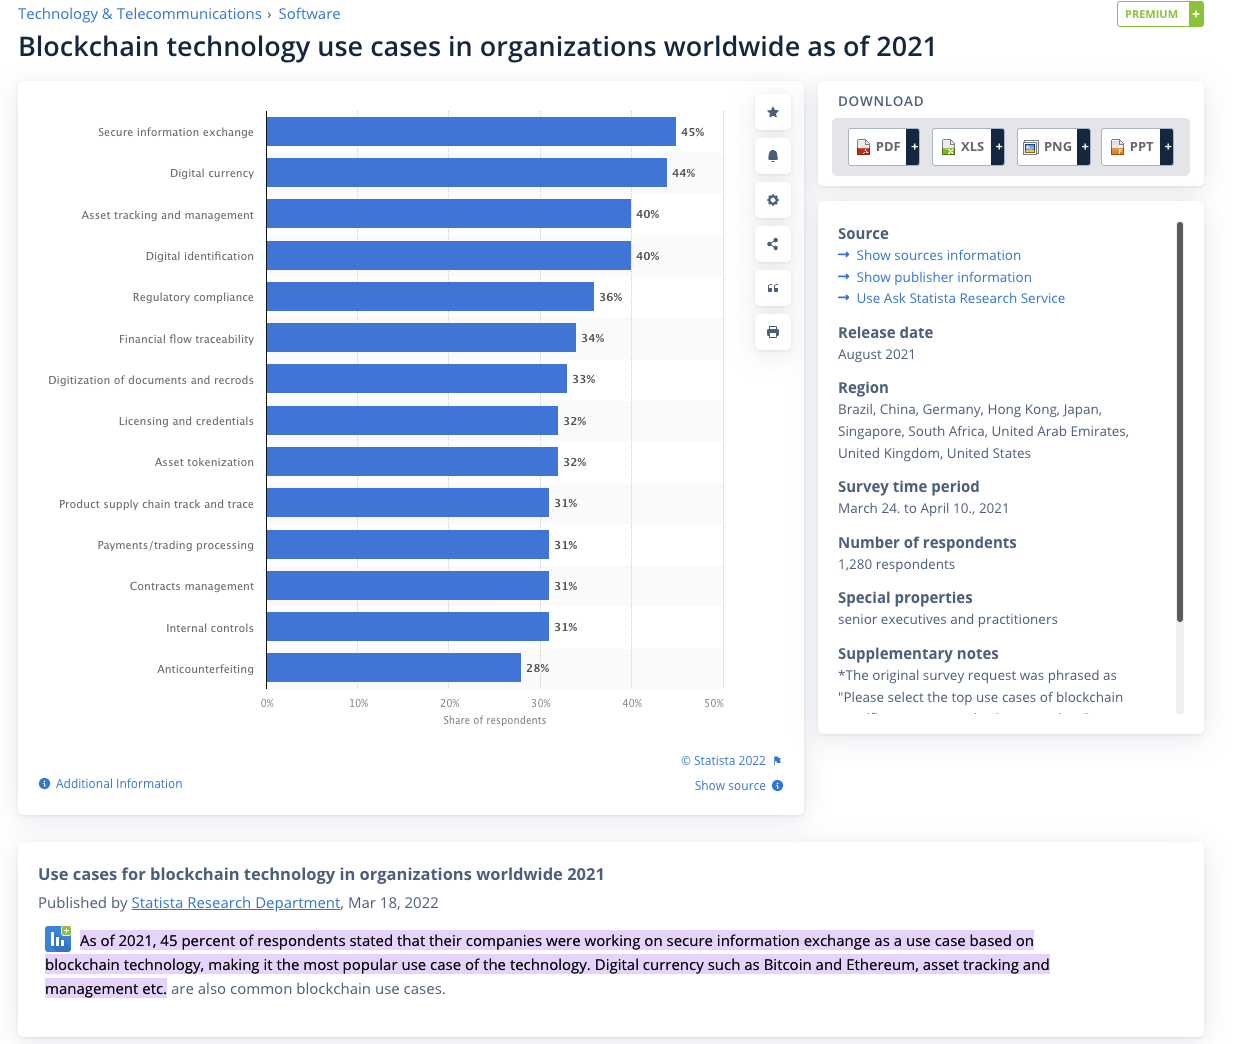 Technology & Telecommunications › Software
PREMIUM +
Blockchain technology use cases in organizations worldwide as of 2021
Secure information exchange 45%
Digital currency 44%
Asset tracking and management 40%
Digital identification 40%
Regulatory compliance 36%
Financial flow traceability 34%
Digitization of documents and recrods 33%
Licensing and credentials 32%
Asset tokenization 32%
Product supply chain track and trace 31%
Payments/trading processing 31%
Contracts management 31%
Internal controls 31%
Anticounterfeiting 28%
0% 10% 20% 30% 40% 50%
Share of respondents
© Statista 2022
Additional Information
Show source
DOWNLOAD
PDF + XLS + PNG + PPT +
Source
→ Show sources information
→ Show publisher information
→ Use Ask Statista Research Service
Release date
August 2021
Region
Brazil, China, Germany, Hong Kong, Japan,
Singapore, South Africa, United Arab Emirates,
United Kingdom, United States
Survey time period
March 24. to April 10., 2021
Number of respondents
1,280 respondents
Special properties
senior executives and practitioners
Supplementary notes
*The original survey request was phrased as
"Please select the top use cases of blockchain
Use cases for blockchain technology in organizations worldwide 2021
Published by Statista Research Department, Mar 18, 2022
As of 2021, 45 percent of respondents stated that their companies were working on secure information exchange as a use case based on
blockchain technology, making it the most popular use case of the technology. Digital currency such as Bitcoin and Ethereum, asset tracking and
management etc. are also common blockchain use cases.